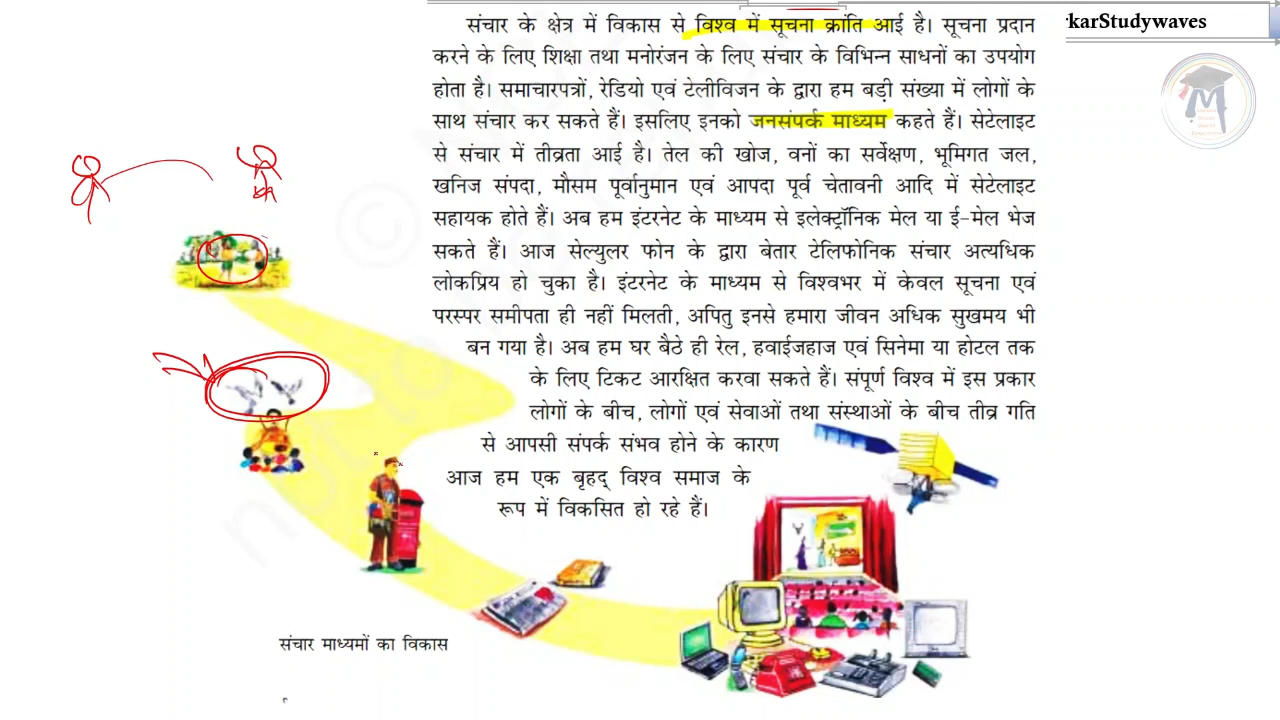 संचार के क्षेत्र में विकास से विश्व में सूचना क्रांति आई है। सूचना प्रदान
करने के लिए शिक्षा तथा मनोरंजन के लिए संचार के विभिन्न साधनों का उपयोग
होता है। समाचारपत्रों, रेडियो एवं टेलीविजन के द्वारा हम बड़ी संख्या में लोगों के
साथ संचार कर सकते हैं। इसलिए इनको जनसंपर्क माध्यम कहते हैं। सेटेलाइट
से संचार में तीव्रता आई है। तेल की खोज, वनों का सर्वेक्षण, भूमिगत जल,
खनिज संपदा, मौसम पूर्वानुमान एवं आपदा पूर्व चेतावनी आदि में सेटेलाइट
सहायक होते हैं। अब हम इंटरनेट के माध्यम से इलेक्ट्रॉनिक मेल या ई-मेल भेज
सकते हैं। आज सेल्युलर फोन के द्वारा बेतार टेलिफोनिक संचार अत्यधिक
लोकप्रिय हो चुका है। इंटरनेट के माध्यम से विश्वभर में केवल सूचना एवं
परस्पर समीपता ही नहीं मिलती, अपितु इनसे हमारा जीवन अधिक सुखमय भी
बन गया है। अब हम घर बैठे ही रेल, हवाईजहाज एवं सिनेमा या होटल तक
के लिए टिकट आरक्षित करवा सकते हैं। संपूर्ण विश्व में इस प्रकार
लोगों के बीच, लोगों एवं सेवाओं तथा संस्थाओं के बीच तीव्र गति
से आपसी संपर्क संभव होने के कारण
आज हम एक बृहद् विश्व समाज के
रूप में विकसित हो रहे हैं।
संचार माध्यमों का विकास
rkarStudywaves